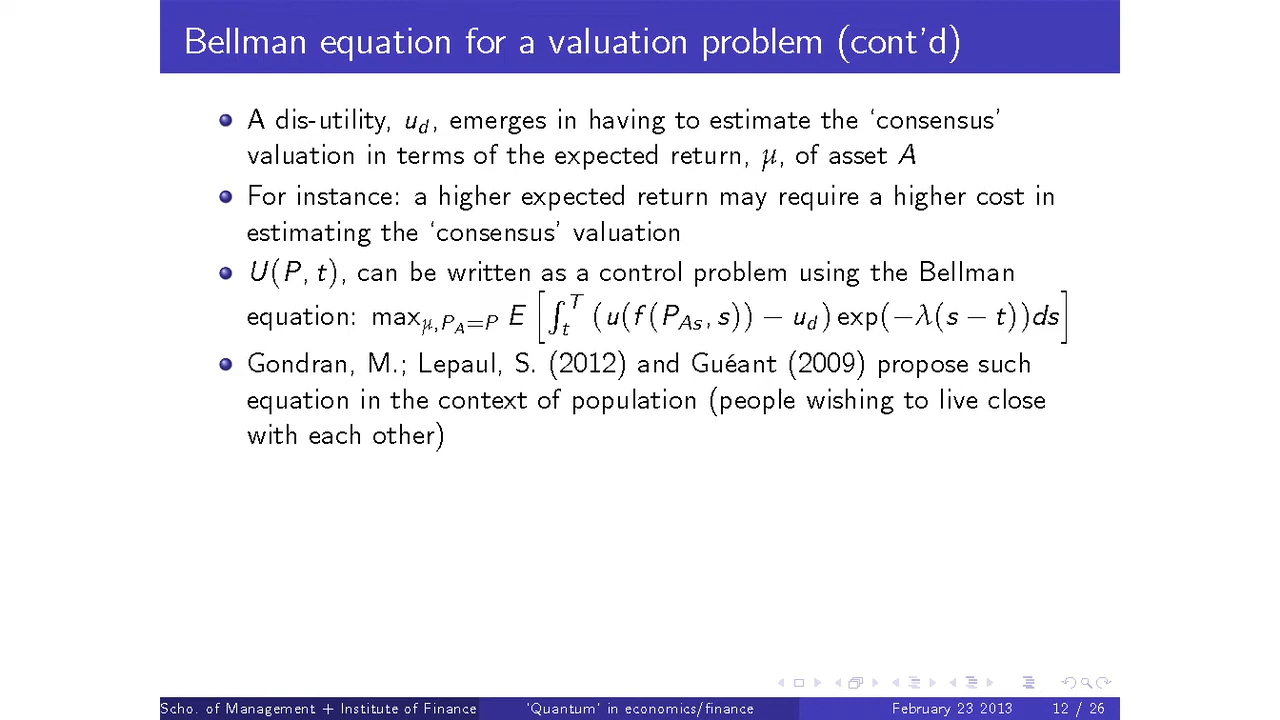 Bellman equation for a valuation problem (cont'd)
A dis-utility, u_d, emerges in having to estimate the ‘consensus’
valuation in terms of the expected return, μ, of asset A
For instance: a higher expected return may require a higher cost in
estimating the ‘consensus’ valuation
U(P, t), can be written as a control problem using the Bellman
equation: max_{μ,P_A=P} E [∫_t^T (u(f(P_{As}, s)) − u_d) exp(−λ(s − t))ds]
Gondran, M.; Lepaul, S. (2012) and Guéant (2009) propose such
equation in the context of population (people wishing to live close
with each other)
Scho. of Management + Institute of Finance 'Quantum' in economics/finance February 23 2013 12 / 26